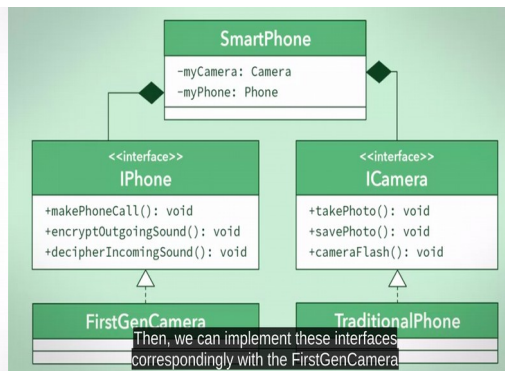 SmartPhone
-myCamera: Camera
-myPhone: Phone
<<interface>>
IPhone
+makePhoneCall(): void
+encryptOutgoingSound(): void
+decipherIncomingSound(): void
<<interface>>
ICamera
+takePhoto(): void
+savePhoto(): void
+cameraFlash(): void
FirstGenCamera
TraditionalPhone
Then, we can implement these interfaces
correspondingly with the FirstGenCamera